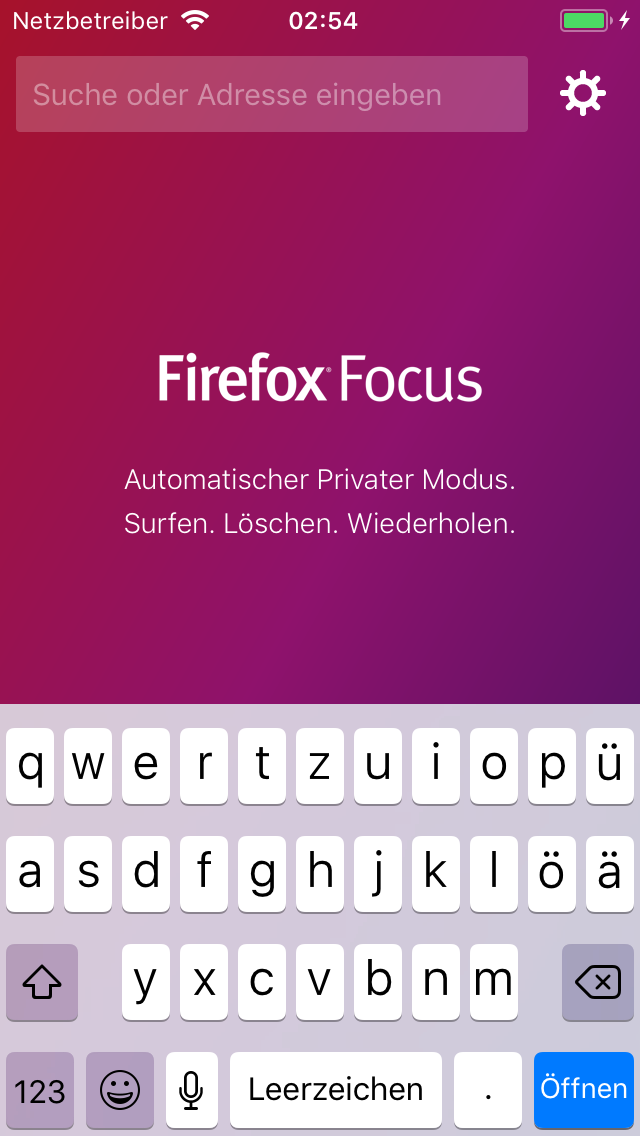 Netzbetreiber 02:54
Suche oder Adresse eingeben
Firefox® Focus
Automatischer Privater Modus.
Surfen. Löschen. Wiederholen.
q w e r t z u i o p ü
a s d f g h j k l ö ä
y x c v b n m
123 Leerzeichen . Öffnen